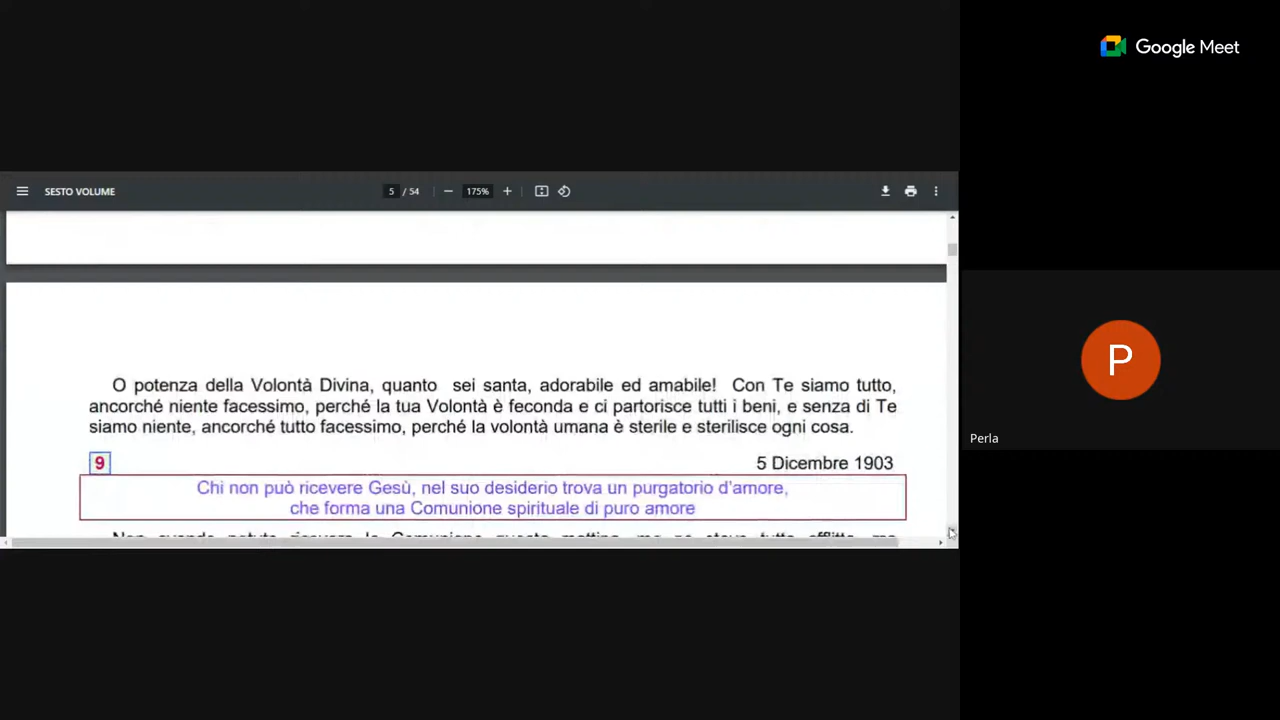 Google Meet
SESTO VOLUME
5 / 54
175%
O potenza della Volontà Divina, quanto sei santa, adorabile ed amabile! Con Te siamo tutto,
ancorché niente facessimo, perché la tua Volontà è feconda e ci partorisce tutti i beni, e senza di Te
siamo niente, ancorché tutto facessimo, perché la volontà umana è sterile e sterilisce ogni cosa.
9
5 Dicembre 1903
Chi non può ricevere Gesù, nel suo desiderio trova un purgatorio d'amore,
che forma una Comunione spirituale di puro amore
P
Perla